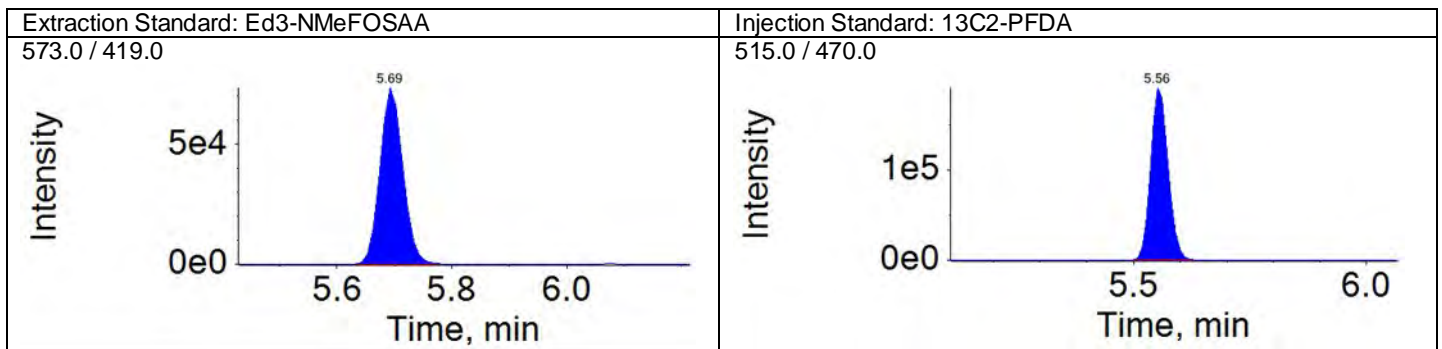 Extraction Standard: Ed3-NMeFOSAA
573.0 / 419.0
5.69
Intensity
5e4
0e0
5.6 5.8 6.0
Time, min
Injection Standard: 13C2-PFDA
515.0 / 470.0
5.56
Intensity
1e5
0e0
5.5 6.0
Time, min